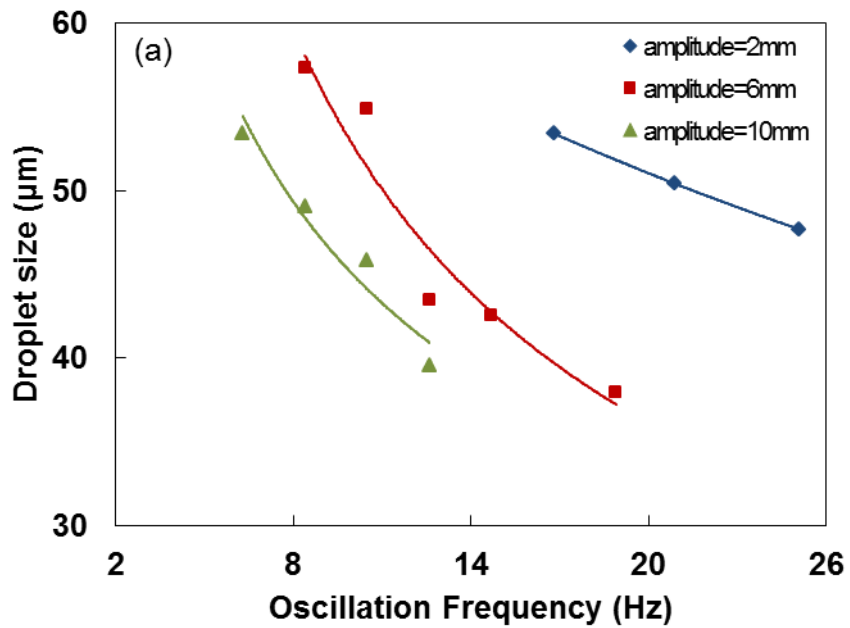 (a)
amplitude=2mm
amplitude=6mm
amplitude=10mm
Droplet size (µm)
60
50
40
30
2 8 14 20 26
Oscillation Frequency (Hz)